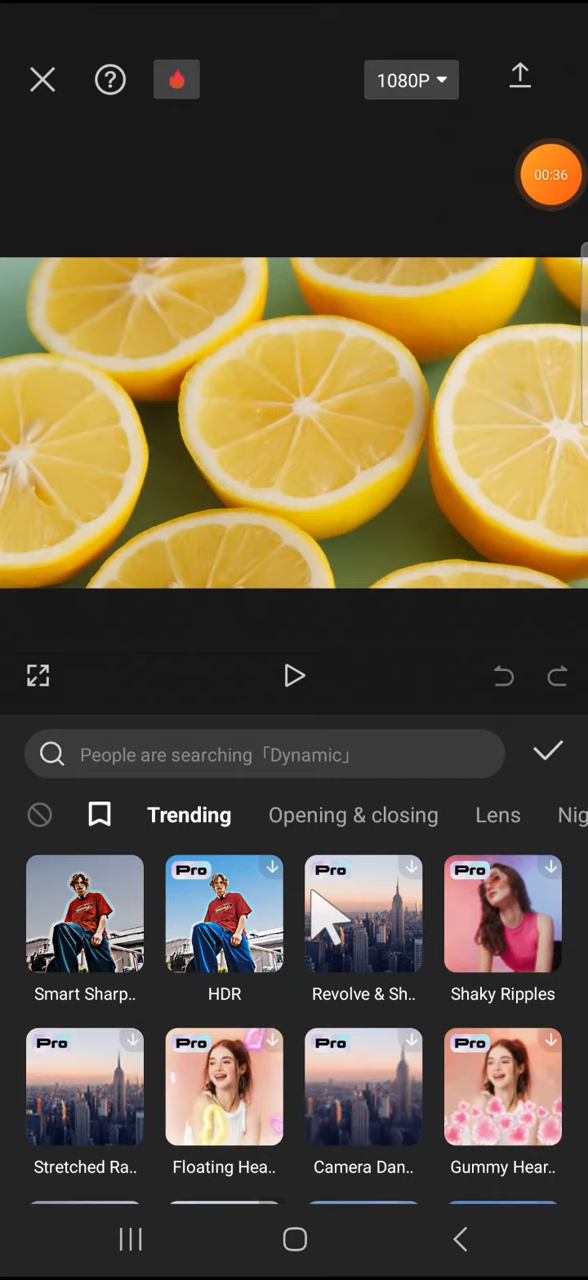 1080P
00:36
People are searching「Dynamic」
Trending Opening & closing Lens Nig
Pro Pro Pro
Smart Sharp.. HDR Revolve & Sh.. Shaky Ripples
Pro Pro Pro Pro
Stretched Ra.. Floating Hea.. Camera Dan.. Gummy Hear..